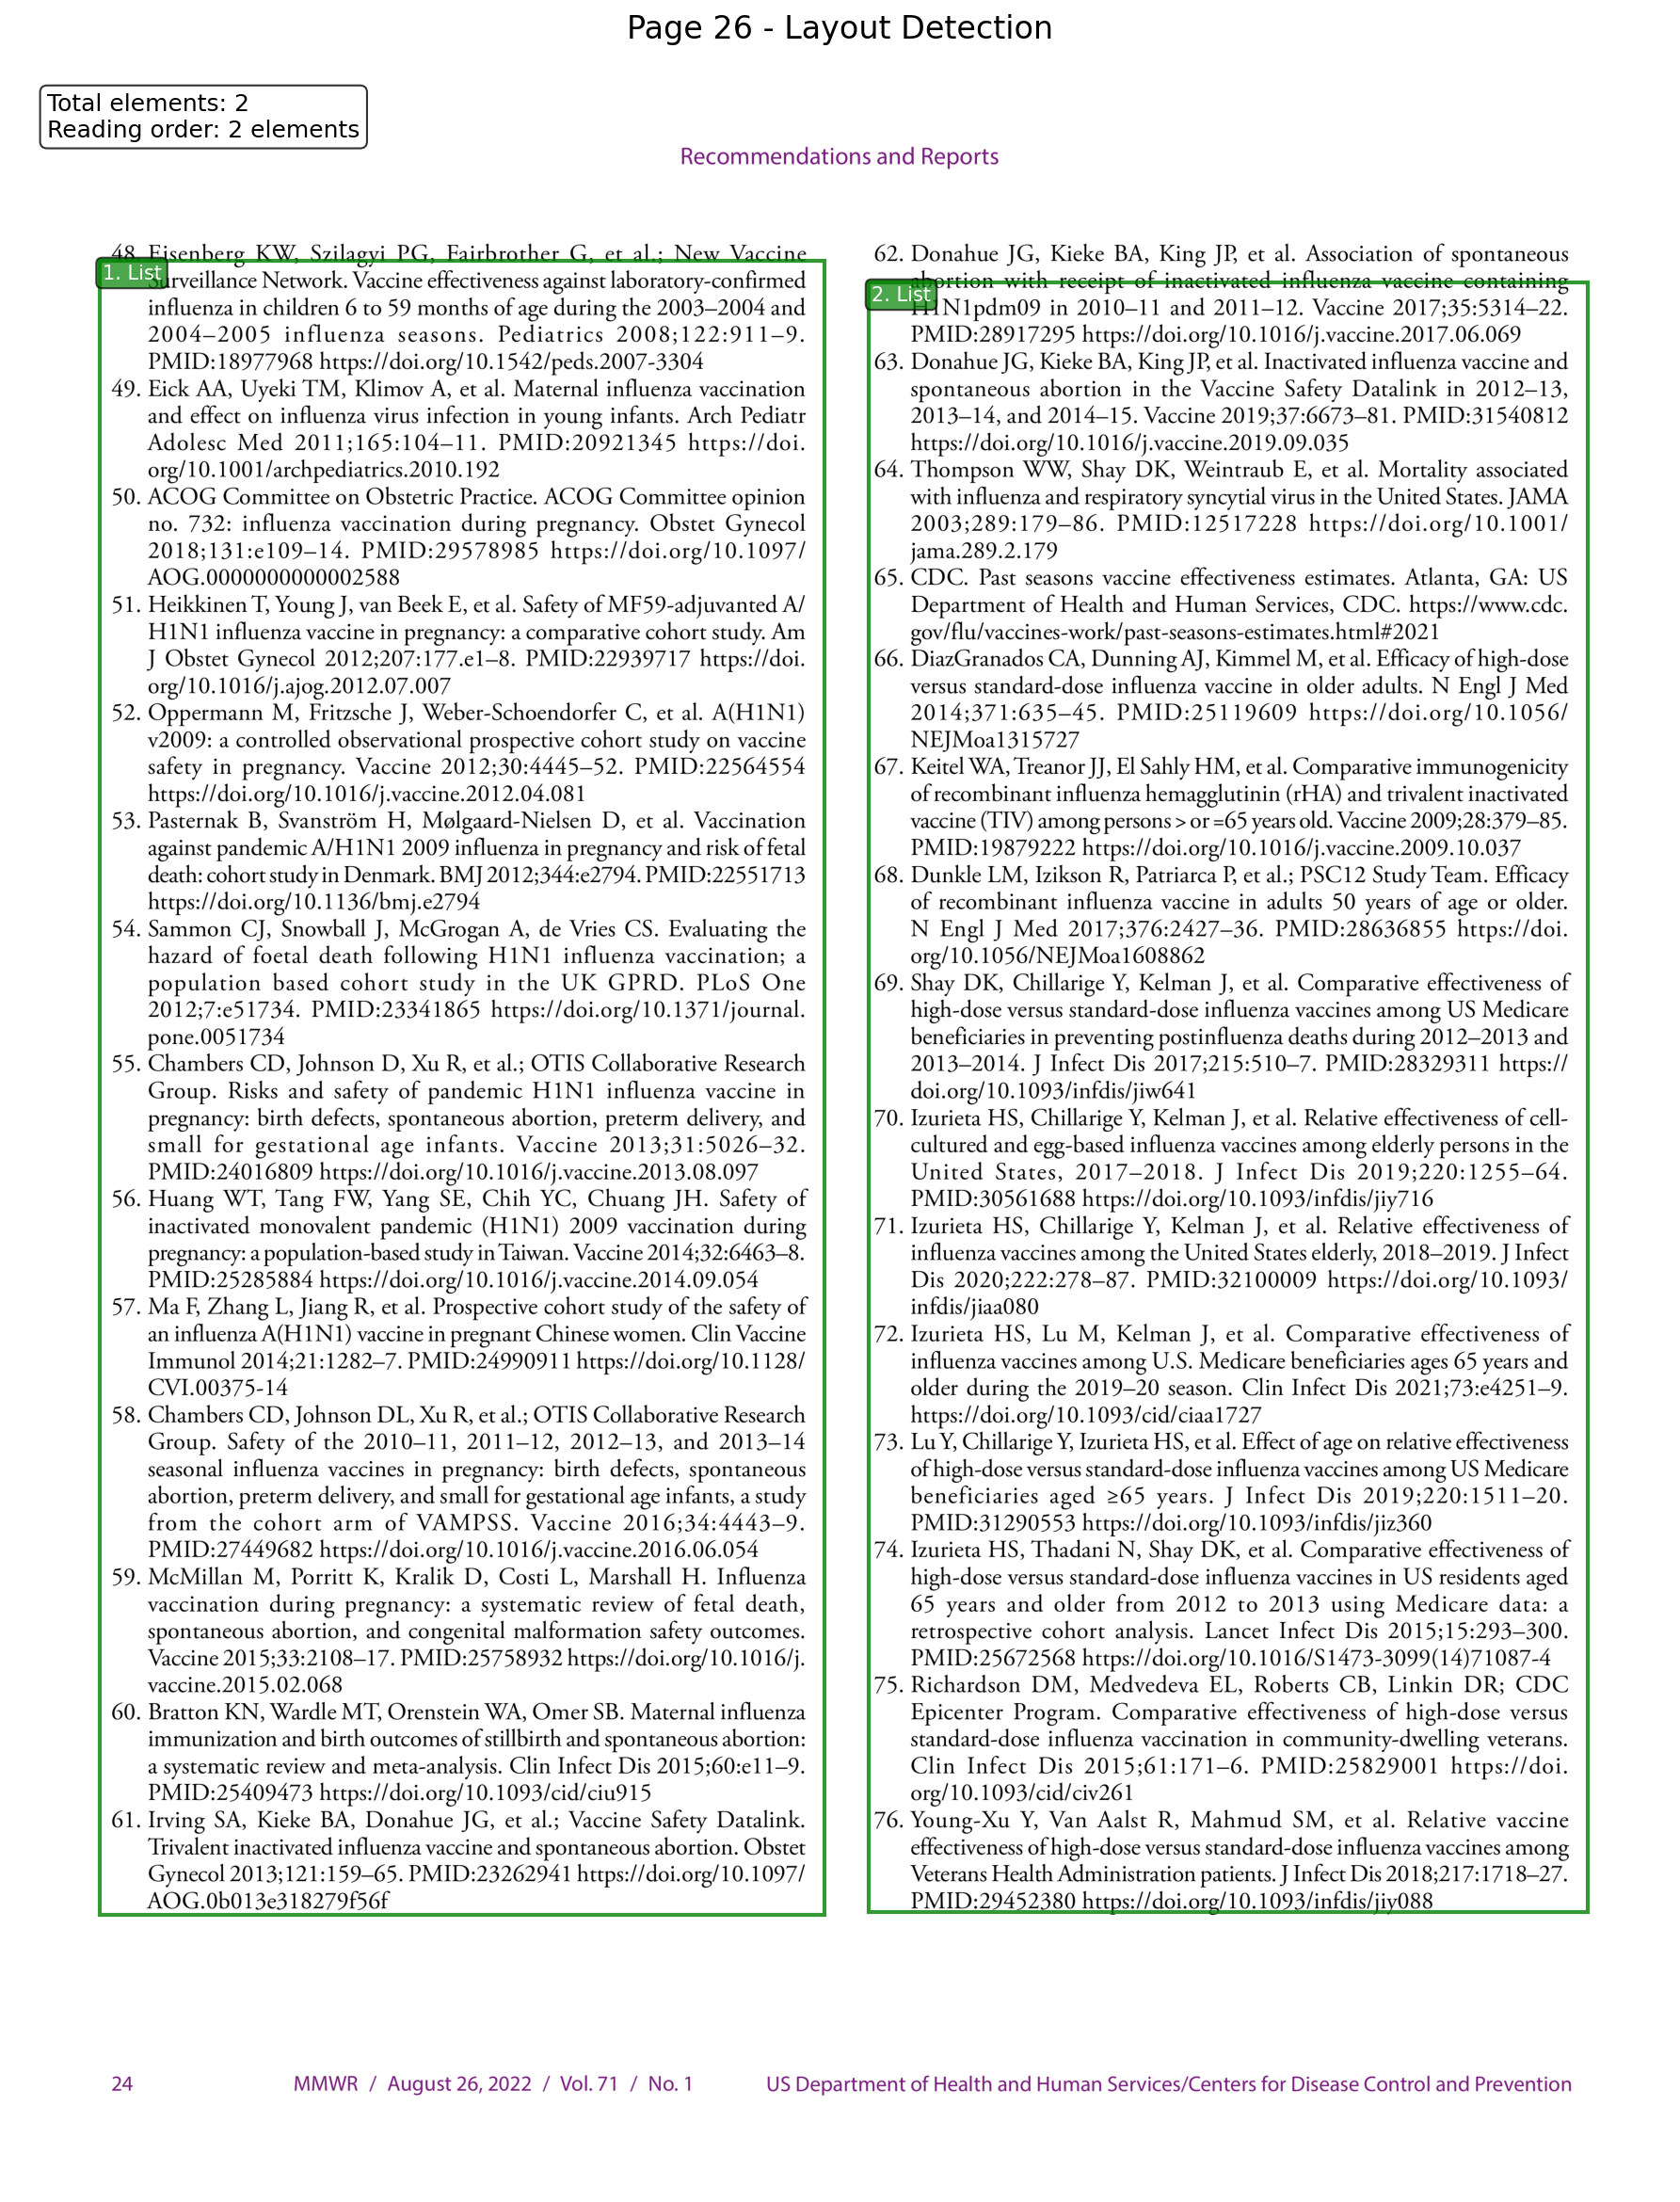 Page 26 - Layout Detection
Total elements: 2
Reading order: 2 elements
Recommendations and Reports
48. Eisenberg KW, Szilagyi PG, Fairbrother G, et al.; New Vaccine
1. List
Surveillance Network. Vaccine effectiveness against laboratory-confirmed
influenza in children 6 to 59 months of age during the 2003–2004 and
2004–2005 influenza seasons. Pediatrics 2008;122:911–9.
PMID:18977968 https://doi.org/10.1542/peds.2007-3304
49. Eick AA, Uyeki TM, Klimov A, et al. Maternal influenza vaccination
and effect on influenza virus infection in young infants. Arch Pediatr
Adolesc Med 2011;165:104–11. PMID:20921345 https://doi.
org/10.1001/archpediatrics.2010.192
50. ACOG Committee on Obstetric Practice. ACOG Committee opinion
no. 732: influenza vaccination during pregnancy. Obstet Gynecol
2018;131:e109–14. PMID:29578985 https://doi.org/10.1097/
AOG.0000000000002588
51. Heikkinen T, Young J, van Beek E, et al. Safety of MF59-adjuvanted A/
H1N1 influenza vaccine in pregnancy: a comparative cohort study. Am
J Obstet Gynecol 2012;207:177.e1–8. PMID:22939717 https://doi.
org/10.1016/j.ajog.2012.07.007
52. Oppermann M, Fritzsche J, Weber-Schoendorfer C, et al. A(H1N1)
v2009: a controlled observational prospective cohort study on vaccine
safety in pregnancy. Vaccine 2012;30:4445–52. PMID:22564554
https://doi.org/10.1016/j.vaccine.2012.04.081
53. Pasternak B, Svanström H, Mølgaard-Nielsen D, et al. Vaccination
against pandemic A/H1N1 2009 influenza in pregnancy and risk of fetal
death: cohort study in Denmark. BMJ 2012;344:e2794. PMID:22551713
https://doi.org/10.1136/bmj.e2794
54. Sammon CJ, Snowball J, McGrogan A, de Vries CS. Evaluating the
hazard of foetal death following H1N1 influenza vaccination; a
population based cohort study in the UK GPRD. PLoS One
2012;7:e51734. PMID:23341865 https://doi.org/10.1371/journal.
pone.0051734
55. Chambers CD, Johnson D, Xu R, et al.; OTIS Collaborative Research
Group. Risks and safety of pandemic H1N1 influenza vaccine in
pregnancy: birth defects, spontaneous abortion, preterm delivery, and
small for gestational age infants. Vaccine 2013;31:5026–32.
PMID:24016809 https://doi.org/10.1016/j.vaccine.2013.08.097
56. Huang WT, Tang FW, Yang SE, Chih YC, Chuang JH. Safety of
inactivated monovalent pandemic (H1N1) 2009 vaccination during
pregnancy: a population-based study in Taiwan. Vaccine 2014;32:6463–8.
PMID:25285884 https://doi.org/10.1016/j.vaccine.2014.09.054
57. Ma F, Zhang L, Jiang R, et al. Prospective cohort study of the safety of
an influenza A(H1N1) vaccine in pregnant Chinese women. Clin Vaccine
Immunol 2014;21:1282–7. PMID:24990911 https://doi.org/10.1128/
CVI.00375-14
58. Chambers CD, Johnson DL, Xu R, et al.; OTIS Collaborative Research
Group. Safety of the 2010–11, 2011–12, 2012–13, and 2013–14
seasonal influenza vaccines in pregnancy: birth defects, spontaneous
abortion, preterm delivery, and small for gestational age infants, a study
from the cohort arm of VAMPSS. Vaccine 2016;34:4443–9.
PMID:27449682 https://doi.org/10.1016/j.vaccine.2016.06.054
59. McMillan M, Porritt K, Kralik D, Costi L, Marshall H. Influenza
vaccination during pregnancy: a systematic review of fetal death,
spontaneous abortion, and congenital malformation safety outcomes.
Vaccine 2015;33:2108–17. PMID:25758932 https://doi.org/10.1016/j.
vaccine.2015.02.068
60. Bratton KN, Wardle MT, Orenstein WA, Omer SB. Maternal influenza
immunization and birth outcomes of stillbirth and spontaneous abortion:
a systematic review and meta-analysis. Clin Infect Dis 2015;60:e11–9.
PMID:25409473 https://doi.org/10.1093/cid/ciu915
61. Irving SA, Kieke BA, Donahue JG, et al.; Vaccine Safety Datalink.
Trivalent inactivated influenza vaccine and spontaneous abortion. Obstet
Gynecol 2013;121:159–65. PMID:23262941 https://doi.org/10.1097/
AOG.0b013e318279f56f
62. Donahue JG, Kieke BA, King JP, et al. Association of spontaneous
abortion with receipt of inactivated influenza vaccine containing
2. List
H1N1pdm09 in 2010–11 and 2011–12. Vaccine 2017;35:5314–22.
PMID:28917295 https://doi.org/10.1016/j.vaccine.2017.06.069
63. Donahue JG, Kieke BA, King JP, et al. Inactivated influenza vaccine and
spontaneous abortion in the Vaccine Safety Datalink in 2012–13,
2013–14, and 2014–15. Vaccine 2019;37:6673–81. PMID:31540812
https://doi.org/10.1016/j.vaccine.2019.09.035
64. Thompson WW, Shay DK, Weintraub E, et al. Mortality associated
with influenza and respiratory syncytial virus in the United States. JAMA
2003;289:179–86. PMID:12517228 https://doi.org/10.1001/
jama.289.2.179
65. CDC. Past seasons vaccine effectiveness estimates. Atlanta, GA: US
Department of Health and Human Services, CDC. https://www.cdc.
gov/flu/vaccines-work/past-seasons-estimates.html#2021
66. DiazGranados CA, Dunning AJ, Kimmel M, et al. Efficacy of high-dose
versus standard-dose influenza vaccine in older adults. N Engl J Med
2014;371:635–45. PMID:25119609 https://doi.org/10.1056/
NEJMoa1315727
67. Keitel WA, Treanor JJ, El Sahly HM, et al. Comparative immunogenicity
of recombinant influenza hemagglutinin (rHA) and trivalent inactivated
vaccine (TIV) among persons > or =65 years old. Vaccine 2009;28:379–85.
PMID:19879222 https://doi.org/10.1016/j.vaccine.2009.10.037
68. Dunkle LM, Izikson R, Patriarca P, et al.; PSC12 Study Team. Efficacy
of recombinant influenza vaccine in adults 50 years of age or older.
N Engl J Med 2017;376:2427–36. PMID:28636855 https://doi.
org/10.1056/NEJMoa1608862
69. Shay DK, Chillarige Y, Kelman J, et al. Comparative effectiveness of
high-dose versus standard-dose influenza vaccines among US Medicare
beneficiaries in preventing postinfluenza deaths during 2012–2013 and
2013–2014. J Infect Dis 2017;215:510–7. PMID:28329311 https://
doi.org/10.1093/infdis/jiw641
70. Izurieta HS, Chillarige Y, Kelman J, et al. Relative effectiveness of cell-
cultured and egg-based influenza vaccines among elderly persons in the
United States, 2017–2018. J Infect Dis 2019;220:1255–64.
PMID:30561688 https://doi.org/10.1093/infdis/jiy716
71. Izurieta HS, Chillarige Y, Kelman J, et al. Relative effectiveness of
influenza vaccines among the United States elderly, 2018–2019. J Infect
Dis 2020;222:278–87. PMID:32100009 https://doi.org/10.1093/
infdis/jiaa080
72. Izurieta HS, Lu M, Kelman J, et al. Comparative effectiveness of
influenza vaccines among U.S. Medicare beneficiaries ages 65 years and
older during the 2019–20 season. Clin Infect Dis 2021;73:e4251–9.
https://doi.org/10.1093/cid/ciaa1727
73. Lu Y, Chillarige Y, Izurieta HS, et al. Effect of age on relative effectiveness
of high-dose versus standard-dose influenza vaccines among US Medicare
beneficiaries aged ≥65 years. J Infect Dis 2019;220:1511–20.
PMID:31290553 https://doi.org/10.1093/infdis/jiz360
74. Izurieta HS, Thadani N, Shay DK, et al. Comparative effectiveness of
high-dose versus standard-dose influenza vaccines in US residents aged
65 years and older from 2012 to 2013 using Medicare data: a
retrospective cohort analysis. Lancet Infect Dis 2015;15:293–300.
PMID:25672568 https://doi.org/10.1016/S1473-3099(14)71087-4
75. Richardson DM, Medvedeva EL, Roberts CB, Linkin DR; CDC
Epicenter Program. Comparative effectiveness of high-dose versus
standard-dose influenza vaccination in community-dwelling veterans.
Clin Infect Dis 2015;61:171–6. PMID:25829001 https://doi.
org/10.1093/cid/civ261
76. Young-Xu Y, Van Aalst R, Mahmud SM, et al. Relative vaccine
effectiveness of high-dose versus standard-dose influenza vaccines among
Veterans Health Administration patients. J Infect Dis 2018;217:1718–27.
PMID:29452380 https://doi.org/10.1093/infdis/jiy088
24 MMWR / August 26, 2022 / Vol. 71 / No. 1 US Department of Health and Human Services/Centers for Disease Control and Prevention